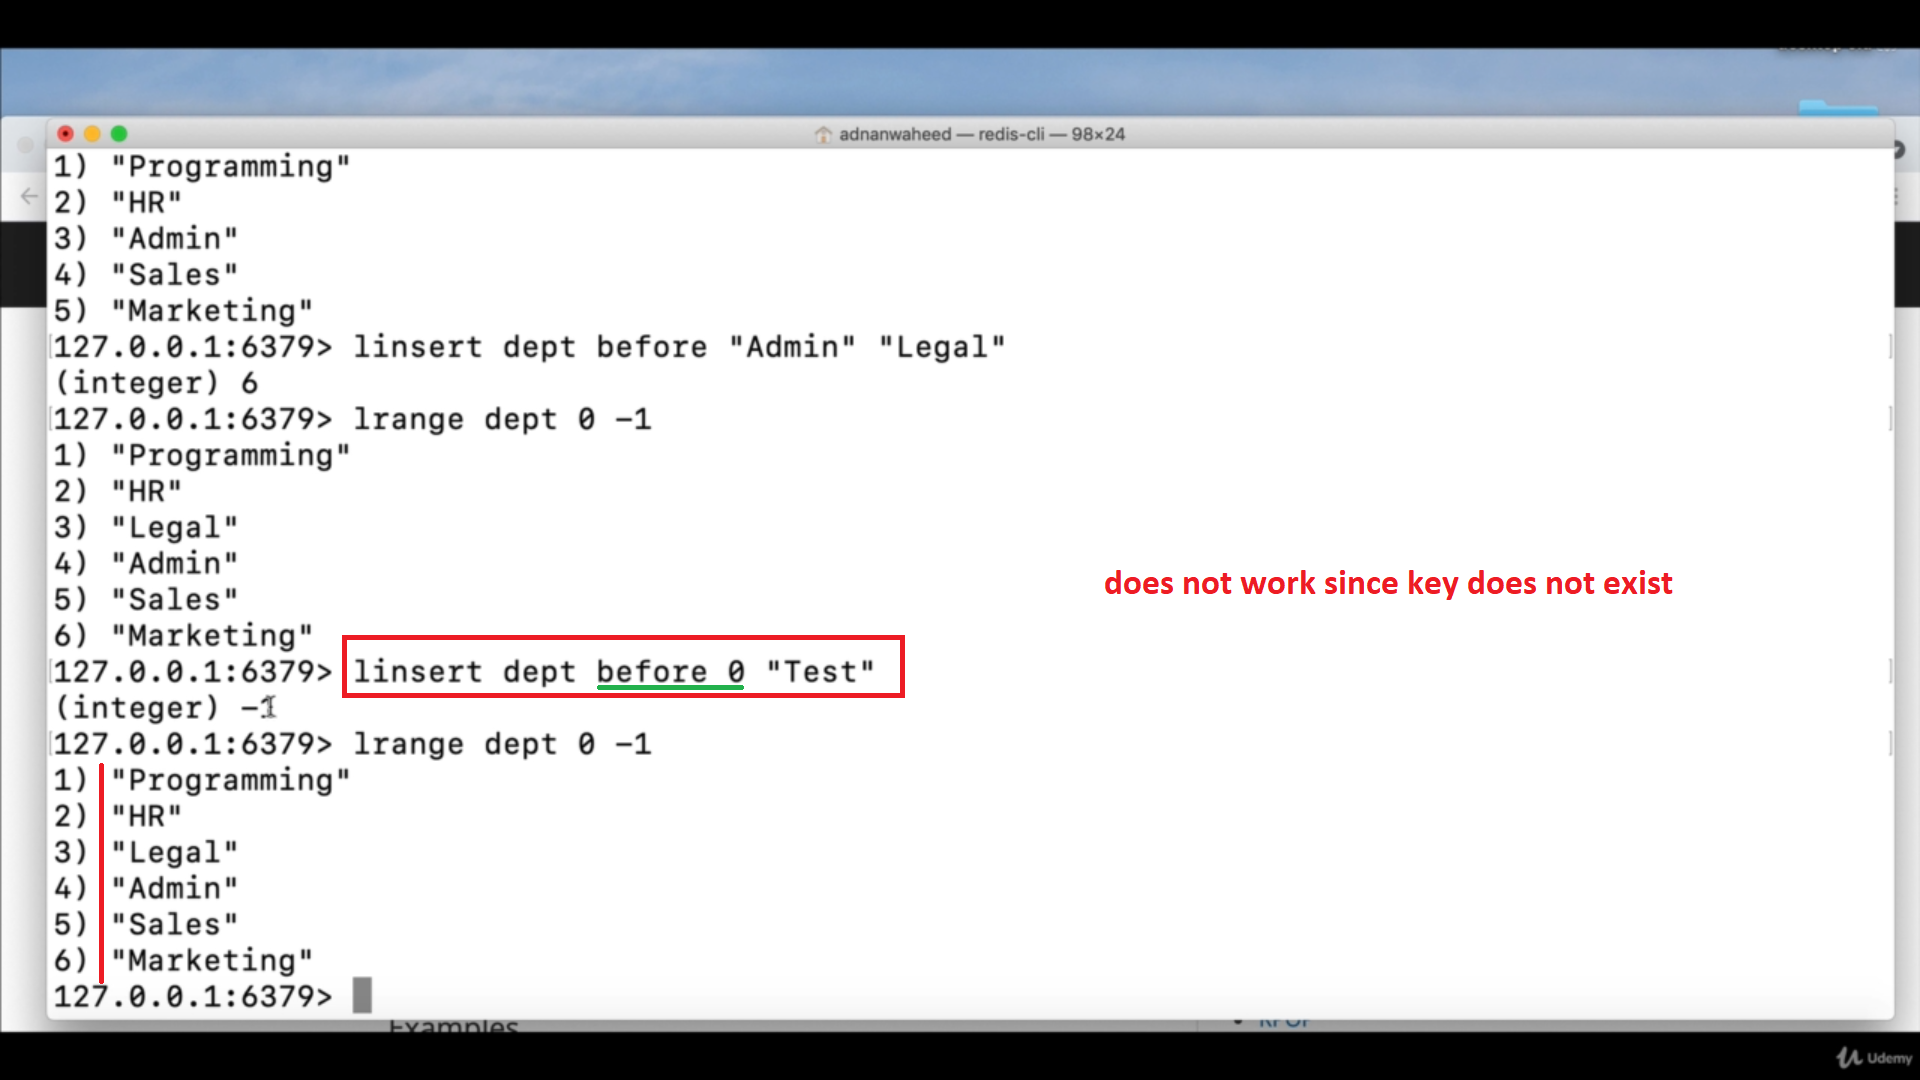 adnanwaheed — redis-cli — 98×24
1) "Programming"
2) "HR"
3) "Admin"
4) "Sales"
5) "Marketing"
127.0.0.1:6379> linsert dept before "Admin" "Legal"
(integer) 6
127.0.0.1:6379> lrange dept 0 -1
1) "Programming"
2) "HR"
3) "Legal"
4) "Admin"
5) "Sales"
6) "Marketing"
does not work since key does not exist
127.0.0.1:6379> linsert dept before 0 "Test"
(integer) -1
127.0.0.1:6379> lrange dept 0 -1
1) "Programming"
2) "HR"
3) "Legal"
4) "Admin"
5) "Sales"
6) "Marketing"
127.0.0.1:6379>
Examples
RPOP
Udemy